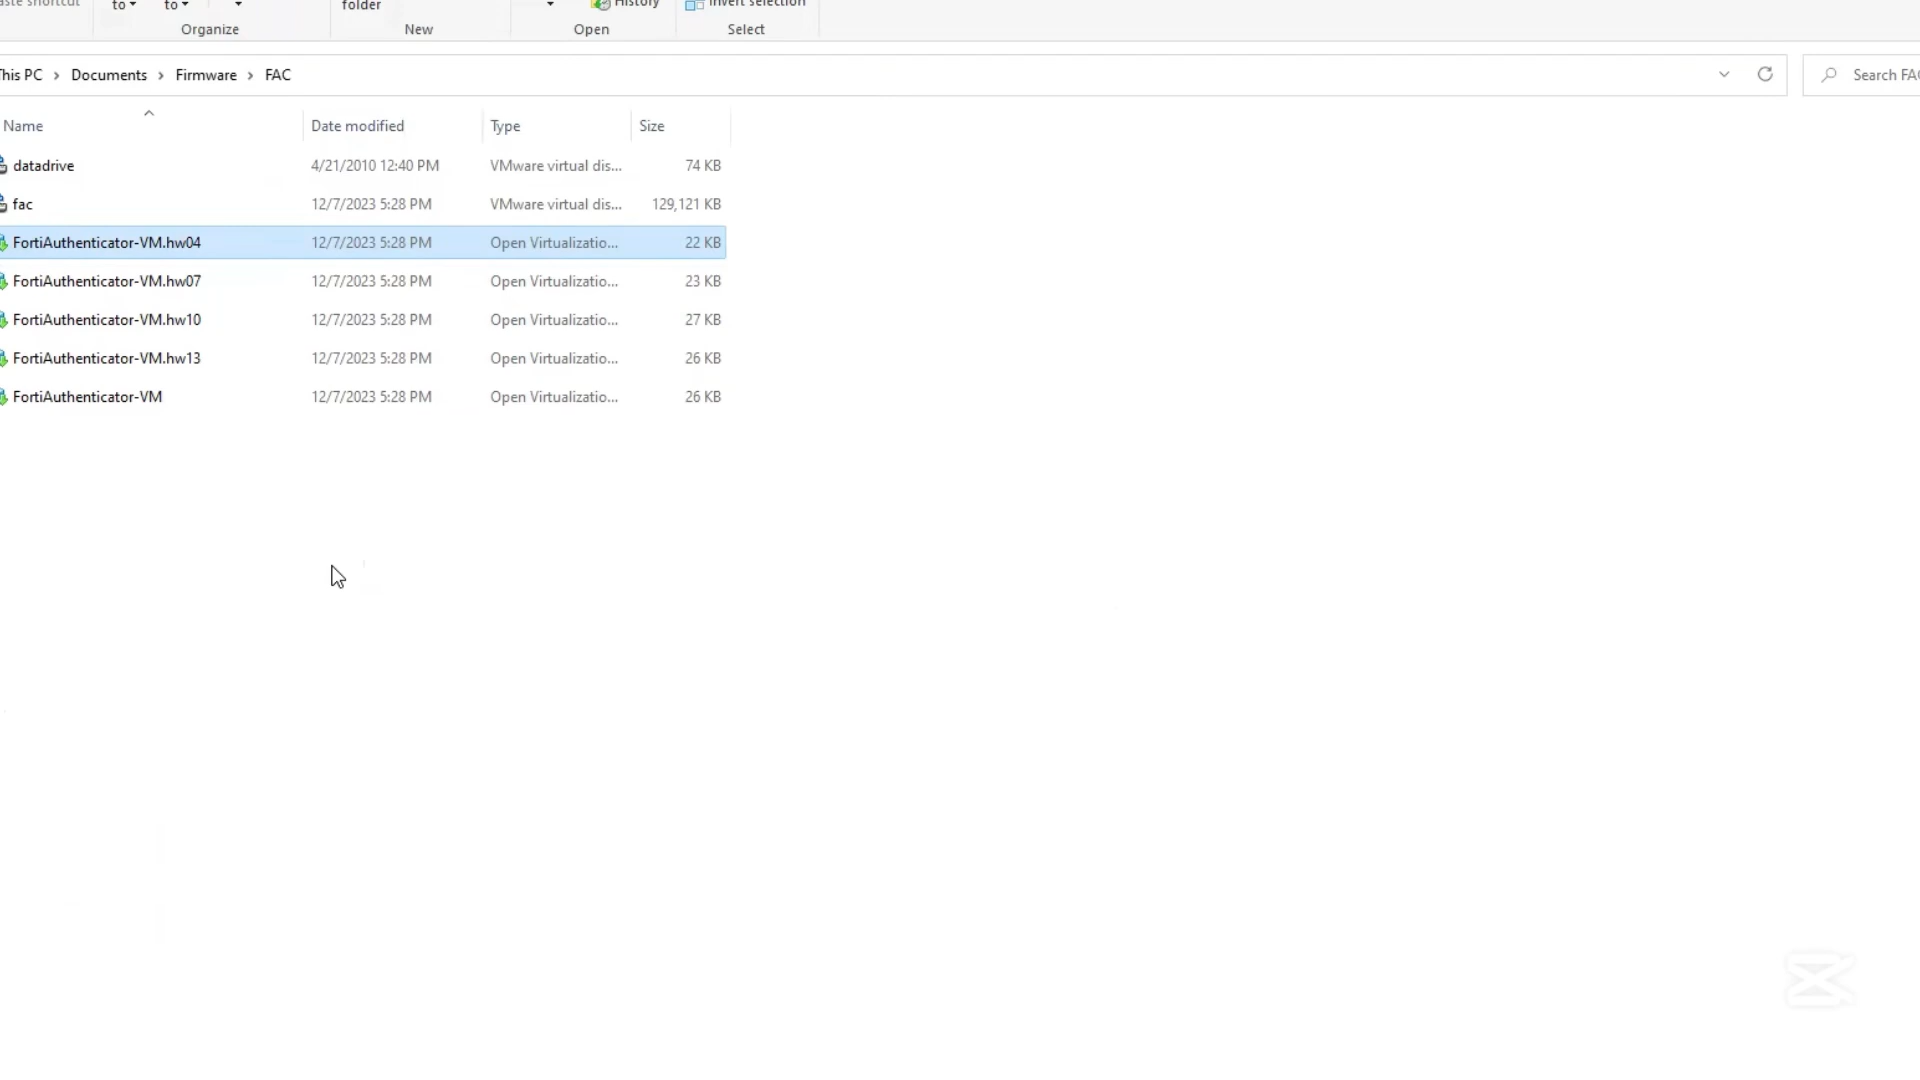 aste shortcut to to folder History Invert selection
Organize New Open Select
This PC > Documents > Firmware > FAC Search FAC
Name Date modified Type Size
datadrive 4/21/2010 12:40 PM VMware virtual dis... 74 KB
fac 12/7/2023 5:28 PM VMware virtual dis... 129,121 KB
FortiAuthenticator-VM.hw04 12/7/2023 5:28 PM Open Virtualizatio... 22 KB
FortiAuthenticator-VM.hw07 12/7/2023 5:28 PM Open Virtualizatio... 23 KB
FortiAuthenticator-VM.hw10 12/7/2023 5:28 PM Open Virtualizatio... 27 KB
FortiAuthenticator-VM.hw13 12/7/2023 5:28 PM Open Virtualizatio... 26 KB
FortiAuthenticator-VM 12/7/2023 5:28 PM Open Virtualizatio... 26 KB